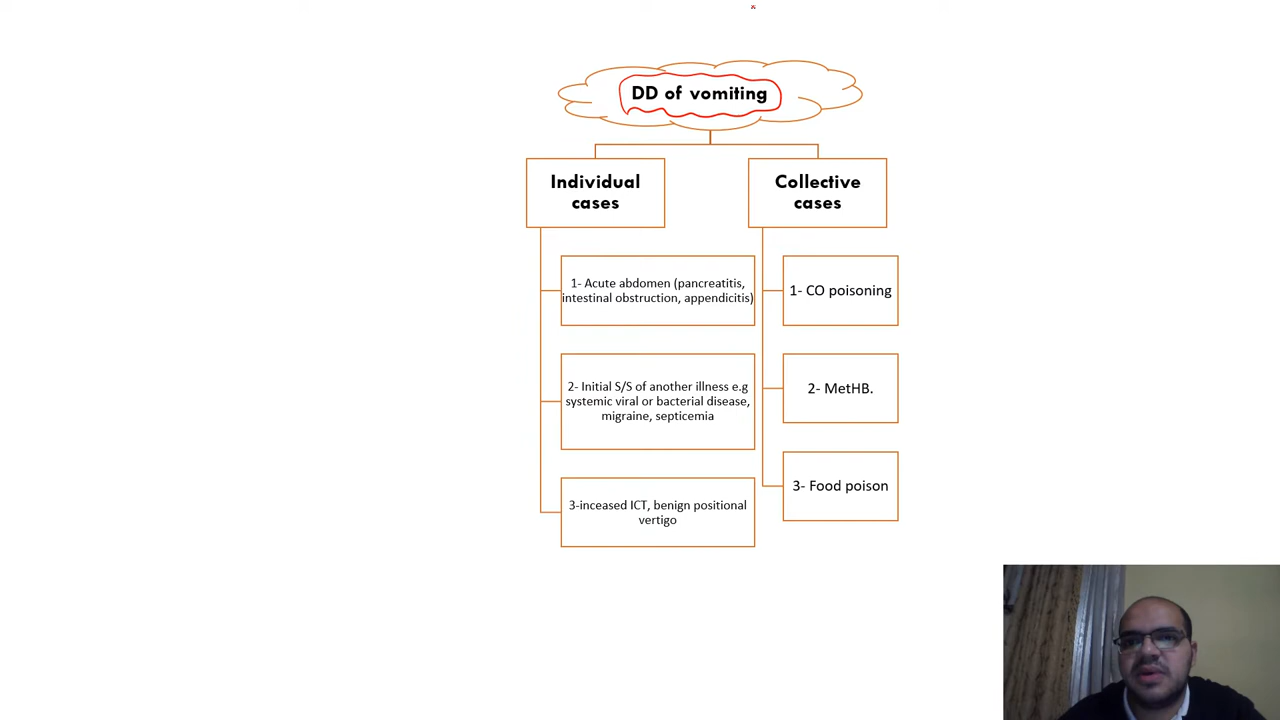 DD of vomiting
Individual
cases
Collective
cases
1- Acute abdomen (pancreatitis,
intestinal obstruction, appendicitis)
2- Initial S/S of another illness e.g
systemic viral or bacterial disease,
migraine, septicemia
3-inceased ICT, benign positional
vertigo
1- CO poisoning
2- MetHB.
3- Food poison